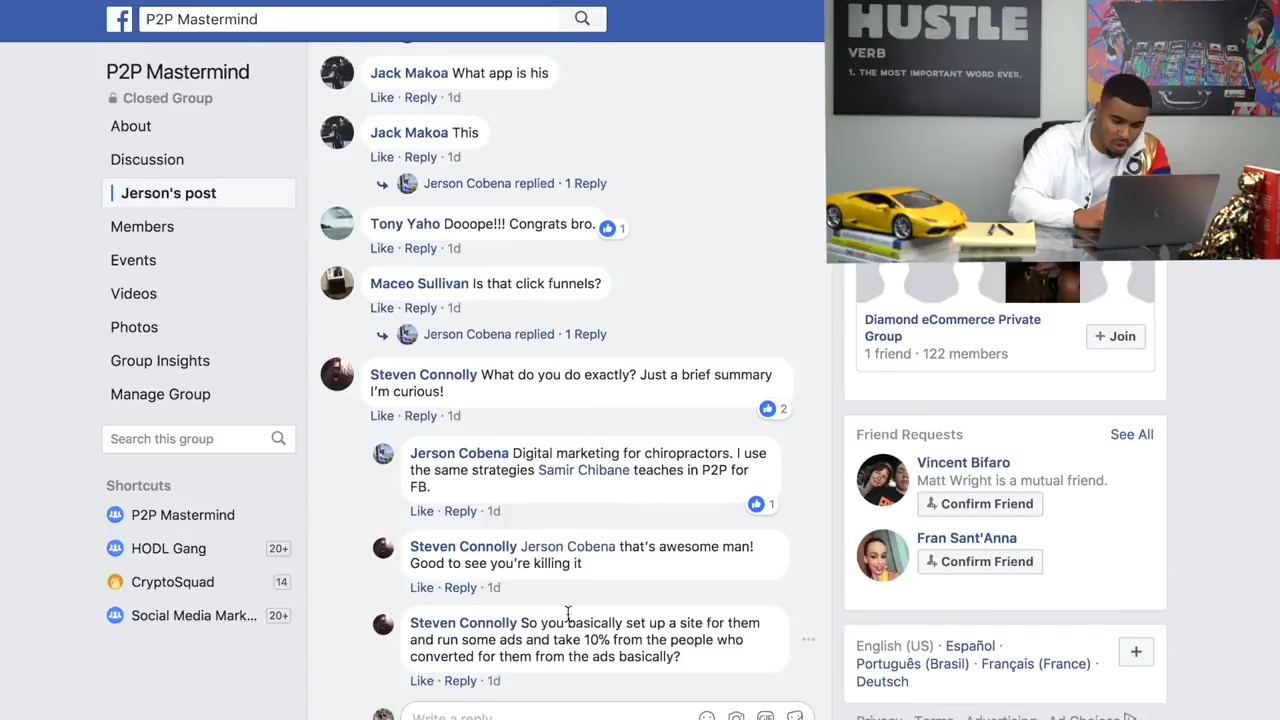 f P2P Mastermind
P2P Mastermind
Closed Group
About
Discussion
Jerson's post
Members
Events
Videos
Photos
Group Insights
Manage Group
Search this group
Shortcuts
P2P Mastermind
HODL Gang 20+
CryptoSquad 14
Social Media Mark... 20+
Jack Makoa What app is his
Like · Reply · 1d
Jack Makoa This
Like · Reply · 1d
Jerson Cobena replied · 1 Reply
Tony Yaho Dooope!!! Congrats bro. 1
Like · Reply · 1d
Maceo Sullivan Is that click funnels?
Like · Reply · 1d
Jerson Cobena replied · 1 Reply
Steven Connolly What do you do exactly? Just a brief summary
I'm curious!
2
Like · Reply · 1d
Jerson Cobena Digital marketing for chiropractors. I use
the same strategies Samir Chibane teaches in P2P for
FB.
1
Like · Reply · 1d
Steven Connolly Jerson Cobena that's awesome man!
Good to see you're killing it
Like · Reply · 1d
Steven Connolly So you basically set up a site for them
and run some ads and take 10% from the people who
converted for them from the ads basically?
Like · Reply · 1d
Write a reply
GIF
HUSTLE
VERB
1. THE MOST IMPORTANT WORD EVER.
Diamond eCommerce Private
Group
1 friend · 122 members
+ Join
Friend Requests See All
Vincent Bifaro
Matt Wright is a mutual friend.
Confirm Friend
Fran Sant'Anna
Confirm Friend
English (US) · Español ·
Português (Brasil) · Français (France) ·
Deutsch
+
Privacy · Terms · Advertising · Ad Choices